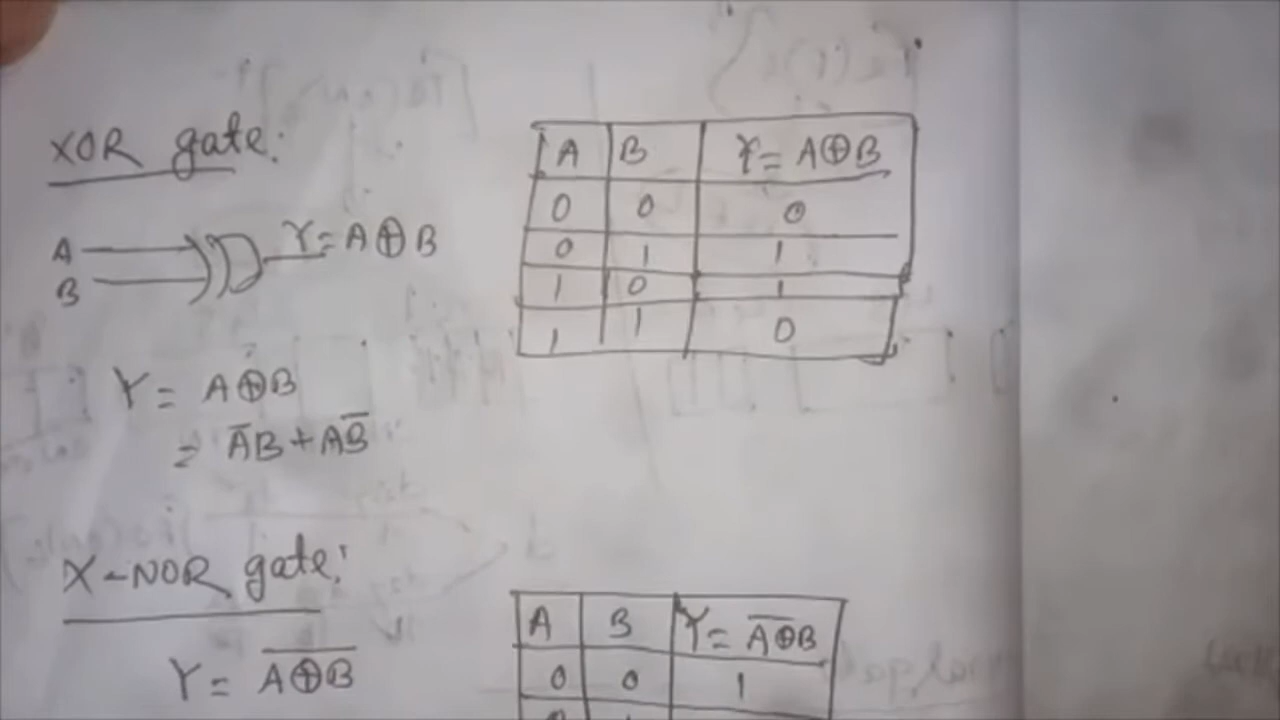 XOR gate:
A
B
Y= A⊕B
Y= A⊕B
= A̅B+AB̅
A B Y= A⊕B
0 0 0
0 1 1
1 0 1
1 1 0
X-NOR gate:
Y= A̅⊕̅B̅
A B Y= A̅⊕̅B̅
0 0 1